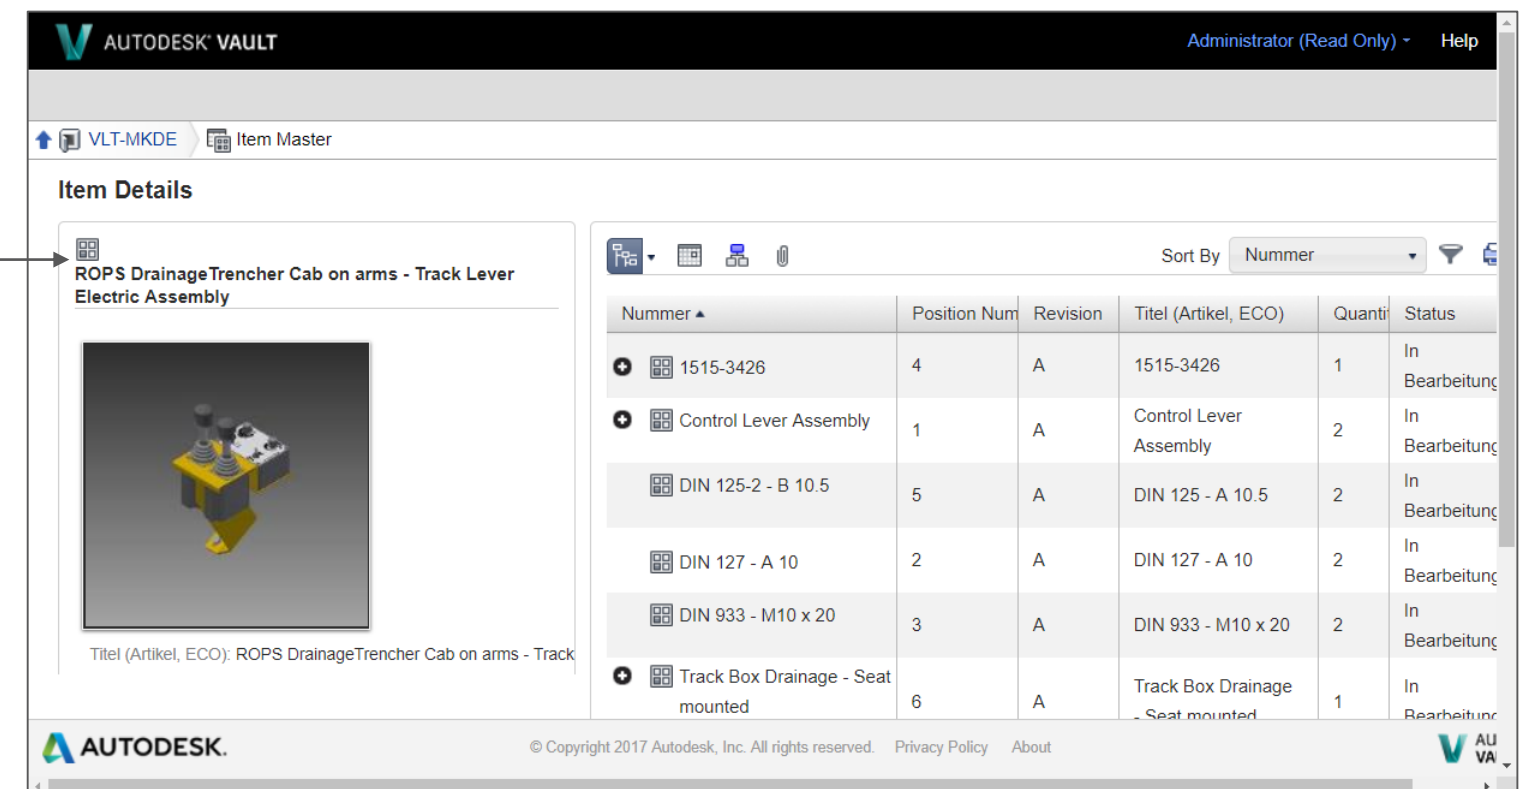 AUTODESK® VAULT
Administrator (Read Only)
Help
VLT-MKDE
Item Master
Item Details
ROPS DrainageTrencher Cab on arms - Track Lever
Electric Assembly
Titel (Artikel, ECO): ROPS DrainageTrencher Cab on arms - Track
Sort By
Nummer
Nummer Position Num Revision Titel (Artikel, ECO) Quantit Status
1515-3426 4 A 1515-3426 1 In
Bearbeitung
Control Lever Assembly 1 A Control Lever 2 In
Assembly Bearbeitung
DIN 125-2 - B 10.5 5 A DIN 125 - A 10.5 2 In
Bearbeitung
DIN 127 - A 10 2 A DIN 127 - A 10 2 In
Bearbeitung
DIN 933 - M10 x 20 3 A DIN 933 - M10 x 20 2 In
Bearbeitung
Track Box Drainage - Seat 6 A Track Box Drainage 1 In
mounted - Seat mounted Bearbeitung
AUTODESK.
© Copyright 2017 Autodesk, Inc. All rights reserved. Privacy Policy About
AU
VA